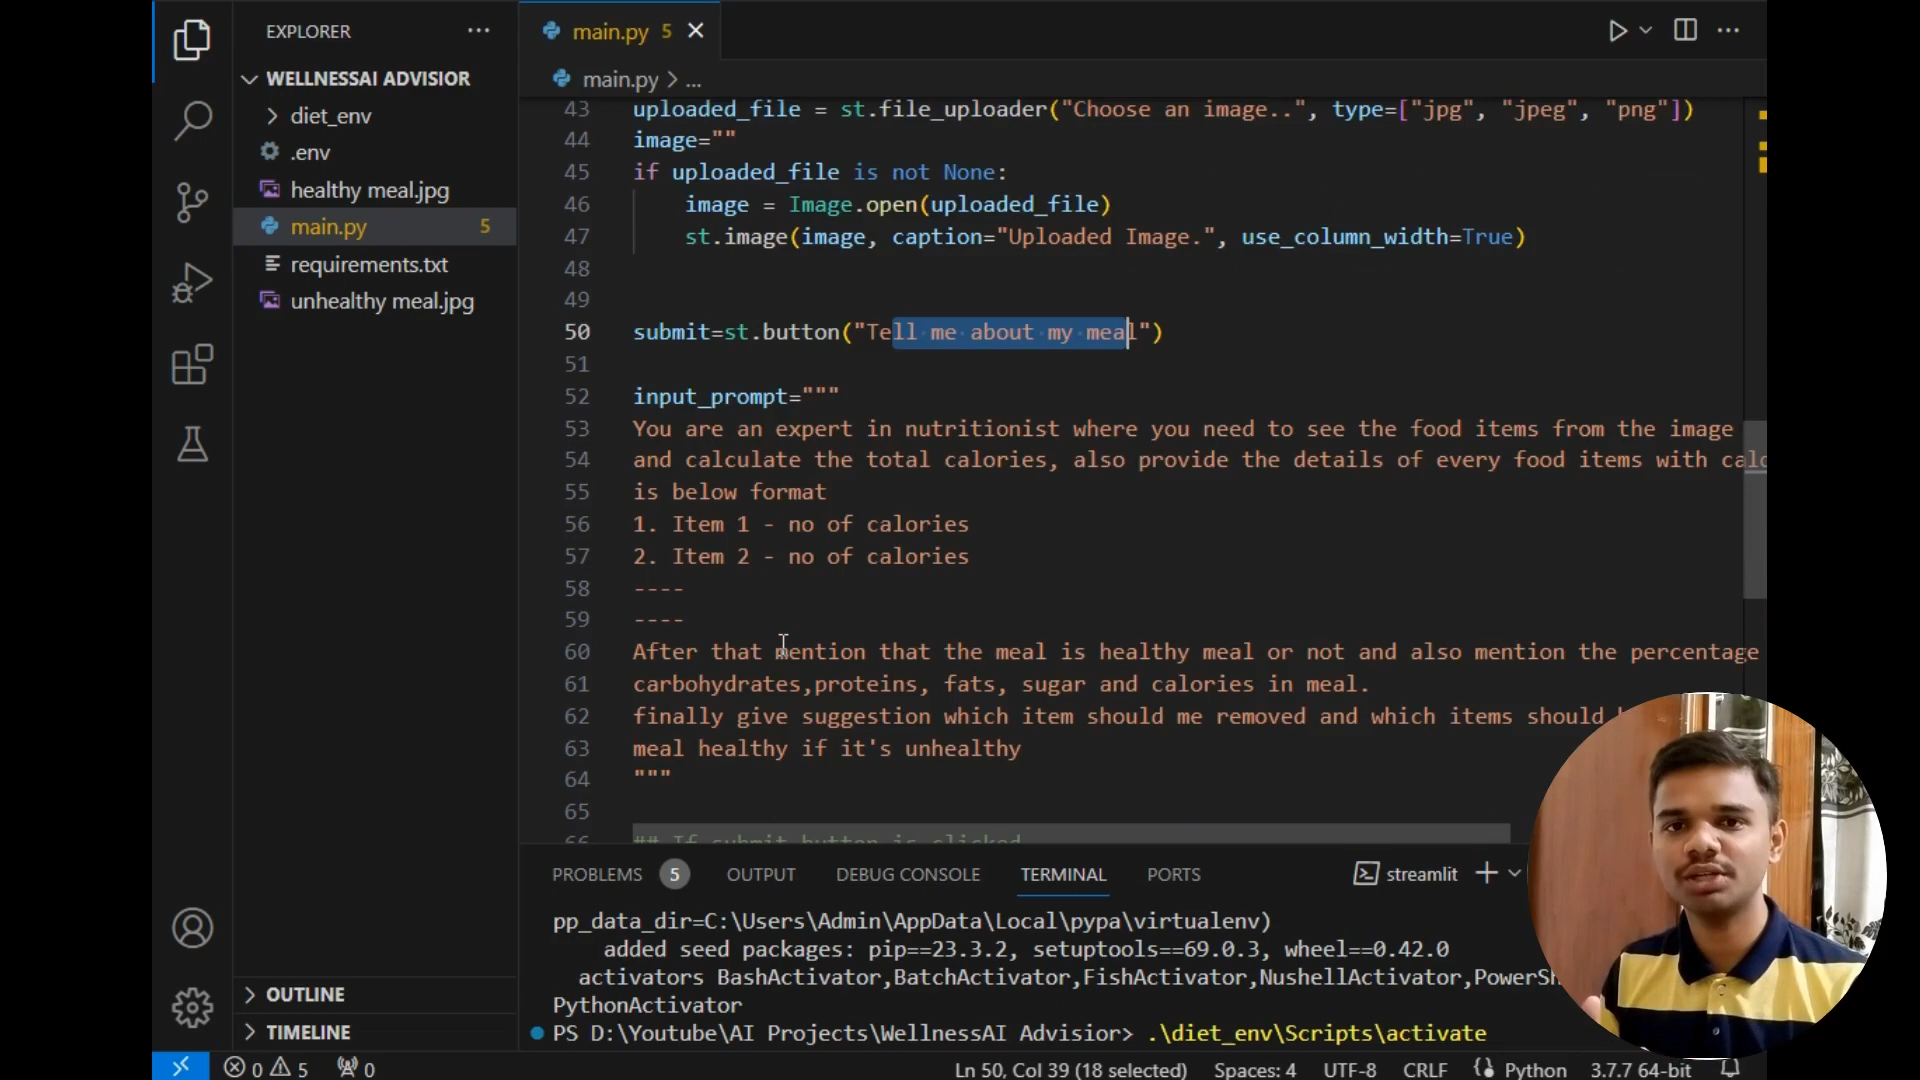 EXPLORER
WELLNESSAI ADVISIOR
diet_env
.env
healthy meal.jpg
main.py 5
requirements.txt
unhealthy meal.jpg
OUTLINE
TIMELINE
main.py 5
main.py > ...
43 uploaded_file = st.file_uploader("Choose an image..", type=["jpg", "jpeg", "png"])
44 image=""
45 if uploaded_file is not None:
46 image = Image.open(uploaded_file)
47 st.image(image, caption="Uploaded Image.", use_column_width=True)
48
49
50 submit=st.button("Tell me about my meal")
51
52 input_prompt="""
53 You are an expert in nutritionist where you need to see the food items from the image
54 and calculate the total calories, also provide the details of every food items with
55 is below format
56 1. Item 1 - no of calories
57 2. Item 2 - no of calories
58 ----
59 ----
60 After that mention that the meal is healthy meal or not and also mention the percentage
61 carbohydrates,proteins, fats, sugar and calories in meal.
62 finally give suggestion which item should me removed and which items should
63 meal healthy if it's unhealthy
64 """
65
66 ## If submit button is clicked
PROBLEMS 5 OUTPUT DEBUG CONSOLE TERMINAL PORTS streamlit
pp_data_dir=C:\Users\Admin\AppData\Local\pypa\virtualenv)
added seed packages: pip==23.3.2, setuptools==69.0.3, wheel==0.42.0
activators BashActivator,BatchActivator,FishActivator,NushellActivator,PowerSh
PythonActivator
PS D:\Youtube\AI Projects\WellnessAI Advisior> .\diet_env\Scripts\activate
0 5 0 Ln 50, Col 39 (18 selected) Spaces: 4 UTF-8 CRLF Python 3.7.7 64-bit